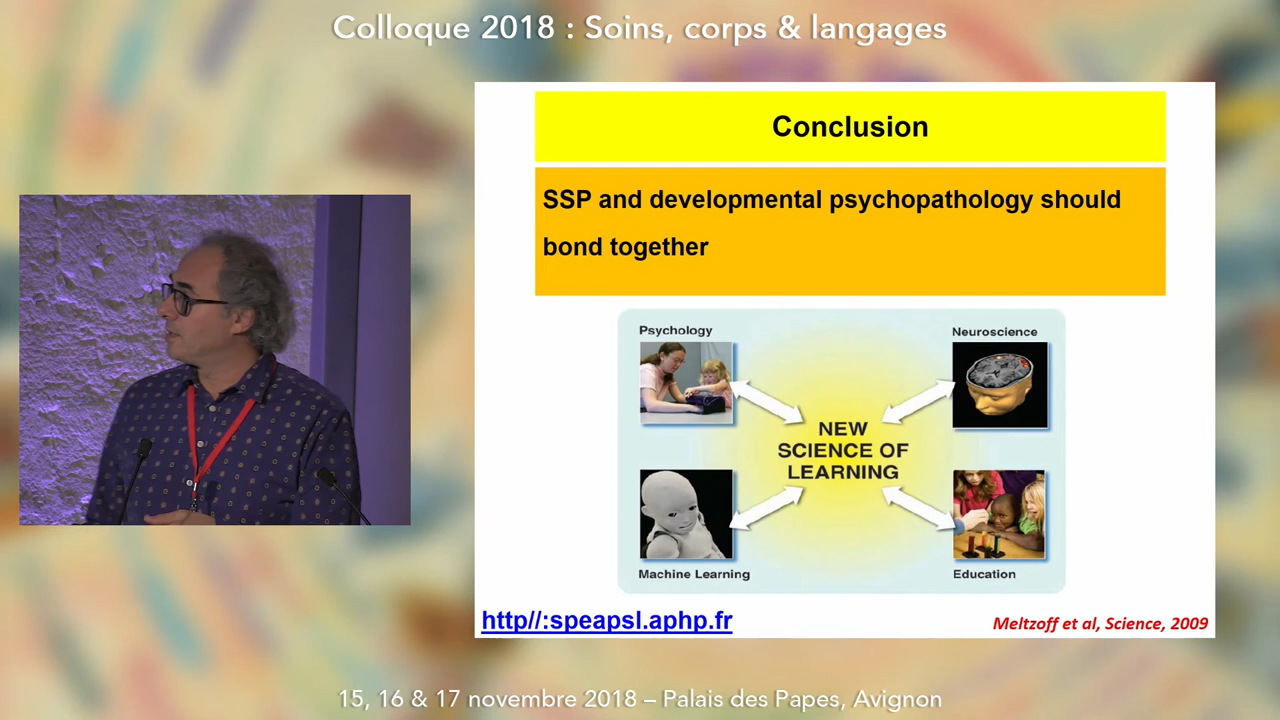 Colloque 2018 : Soins, corps & langages
Conclusion
SSP and developmental psychopathology should
bond together
Psychology
Neuroscience
NEW
SCIENCE OF
LEARNING
Machine Learning
Education
http//:speapsl.aphp.fr
Meltzoff et al, Science, 2009
15, 16 & 17 novembre 2018 – Palais des Papes, Avignon